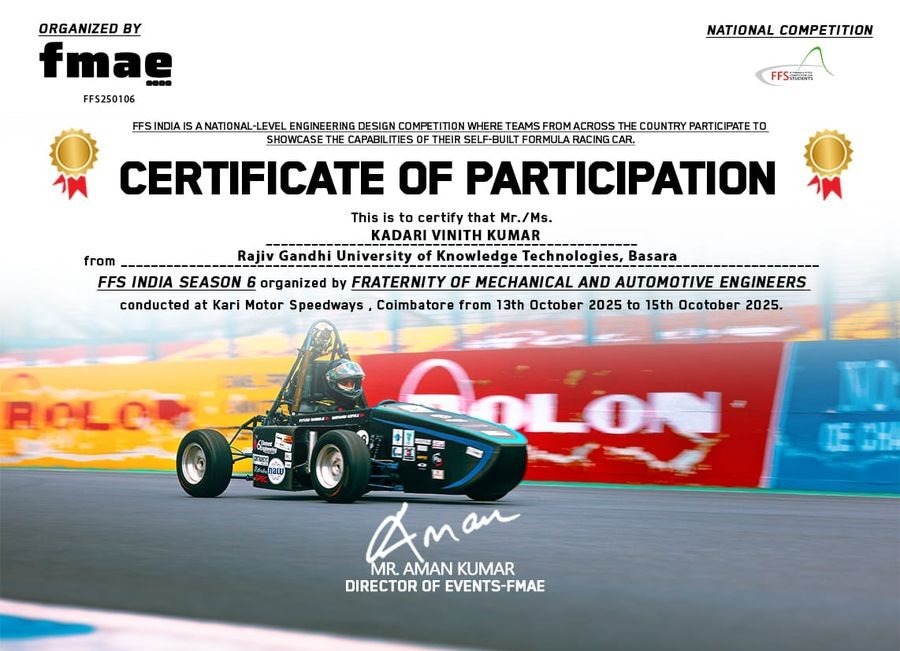 ORGANIZED BY
NATIONAL COMPETITION
fmae
FFS
STUDENTS
FFS250106
FFS INDIA IS A NATIONAL-LEVEL ENGINEERING DESIGN COMPETITION WHERE TEAMS FROM ACROSS THE COUNTRY PARTICIPATE TO
SHOWCASE THE CAPABILITIES OF THEIR SELF-BUILT FORMULA RACING CAR.
CERTIFICATE OF PARTICIPATION
This is to certify that Mr./Ms.
KADARI VINITH KUMAR
from Rajiv Gandhi University of Knowledge Technologies, Basara
FFS INDIA SEASON 6 organized by FRATERNITY OF MECHANICAL AND AUTOMOTIVE ENGINEERS
conducted at Kari Motor Speedways , Coimbatore from 13th October 2025 to 15th Ocotober 2025.
ROLON
ROLON
Aman
MR. AMAN KUMAR
DIRECTOR OF EVENTS-FMAE